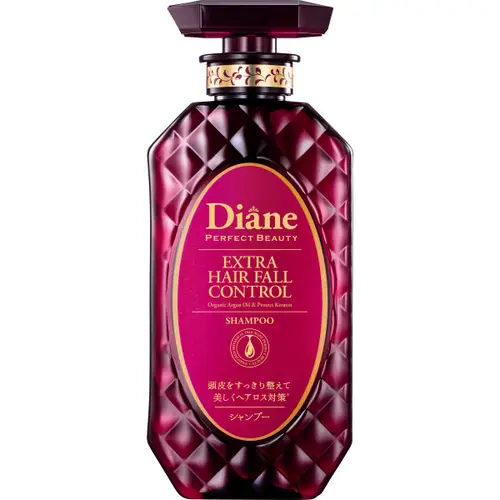 Diane
PERFECT BEAUTY
EXTRA
HAIR FALL
CONTROL
Organic Argan Oil & Protect Keratin
SHAMPOO
頭皮をすっきり整えて
美しくヘアロス対策*
シャンプー